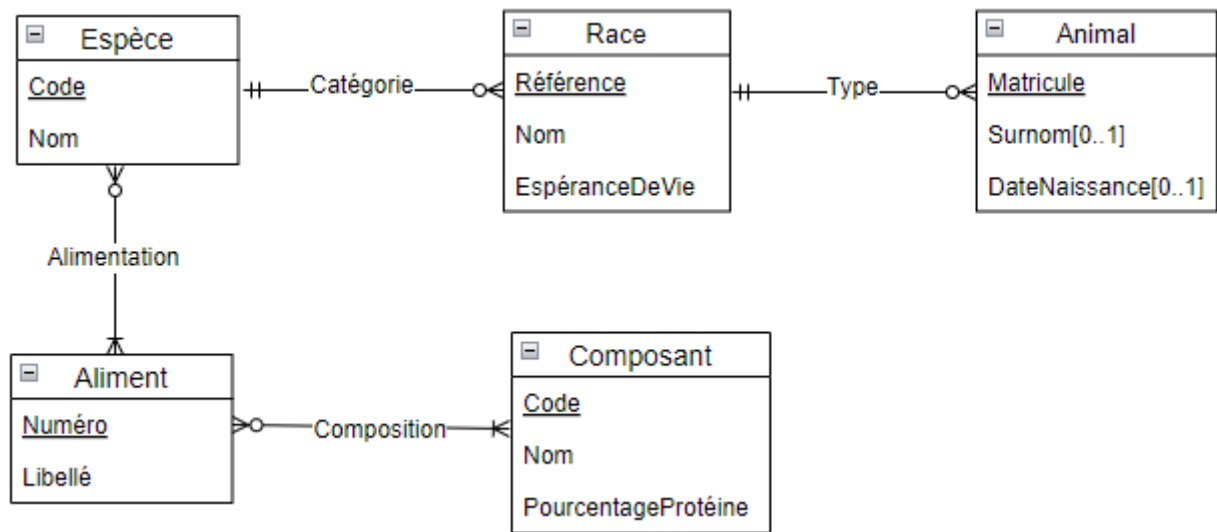 Espèce
Code
Nom
Catégorie
Race
Référence
Nom
EspéranceDeVie
Type
Animal
Matricule
Surnom[0..1]
DateNaissance[0..1]
Alimentation
Aliment
Numéro
Libellé
Composition
Composant
Code
Nom
PourcentageProtéine